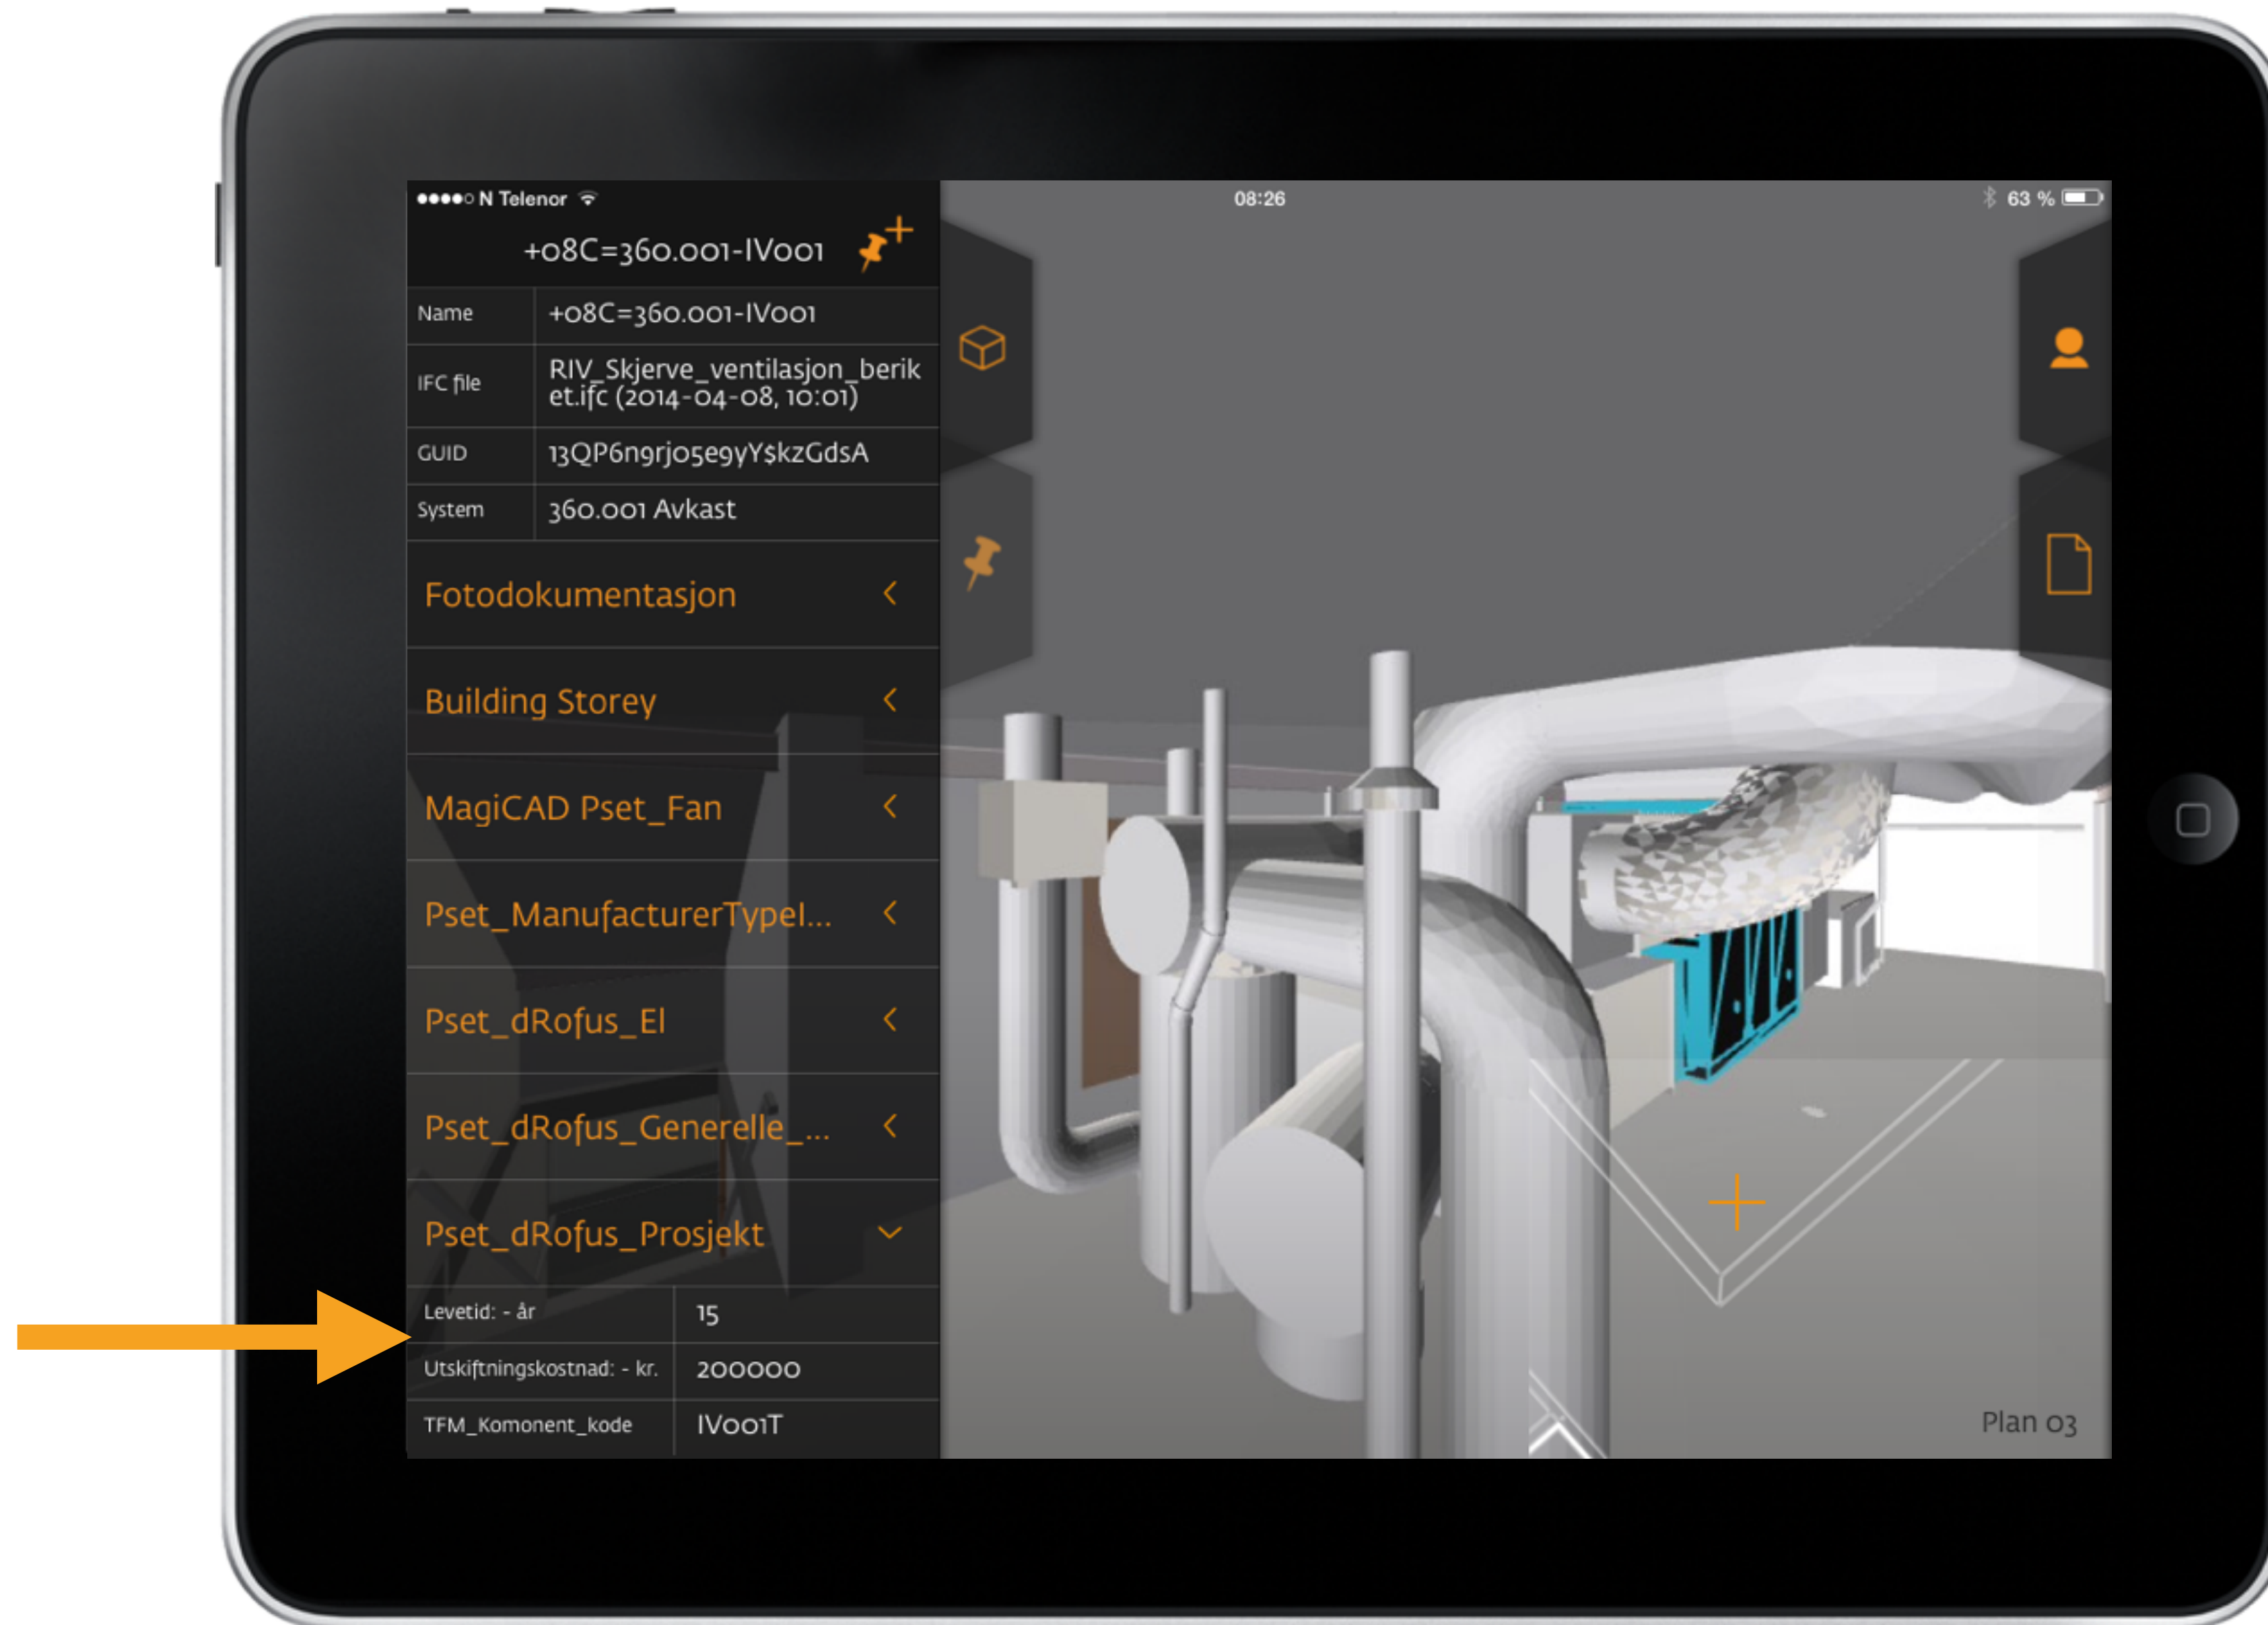 N Telenor
08:26
63 %
+08C=360.001-IV001
Name +08C=360.001-IV001
IFC file RIV_Skjerve_ventilasjon_berik
et.ifc (2014-04-08, 10:01)
GUID 13QP6n9rj05e9yY$kzGdsA
System 360.001 Avkast
Fotodokumentasjon
Building Storey
MagiCAD Pset_Fan
Pset_ManufacturerTypeI...
Pset_dRofus_El
Pset_dRofus_Generelle_...
Pset_dRofus_Prosjekt
Levetid: - år 15
Utskiftningskostnad: - kr. 200000
TFM_Komonent_kode IV001T
Plan 03